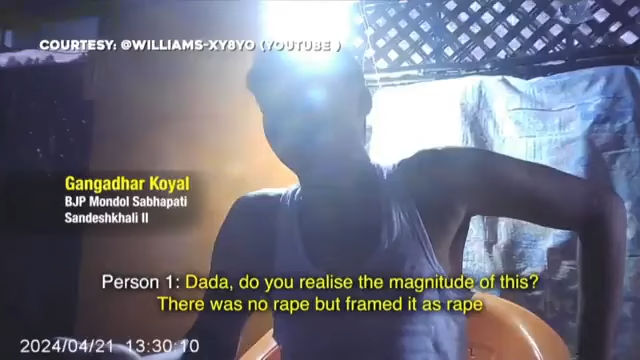 COURTESY: @WILLIAMS-XY8YO (YOUTUBE )
Gangadhar Koyal
BJP Mondol Sabhapati
Sandeshkhali II
Person 1: Dada, do you realise the magnitude of this?
There was no rape but framed it as rape
2024/04/21 13:30:10